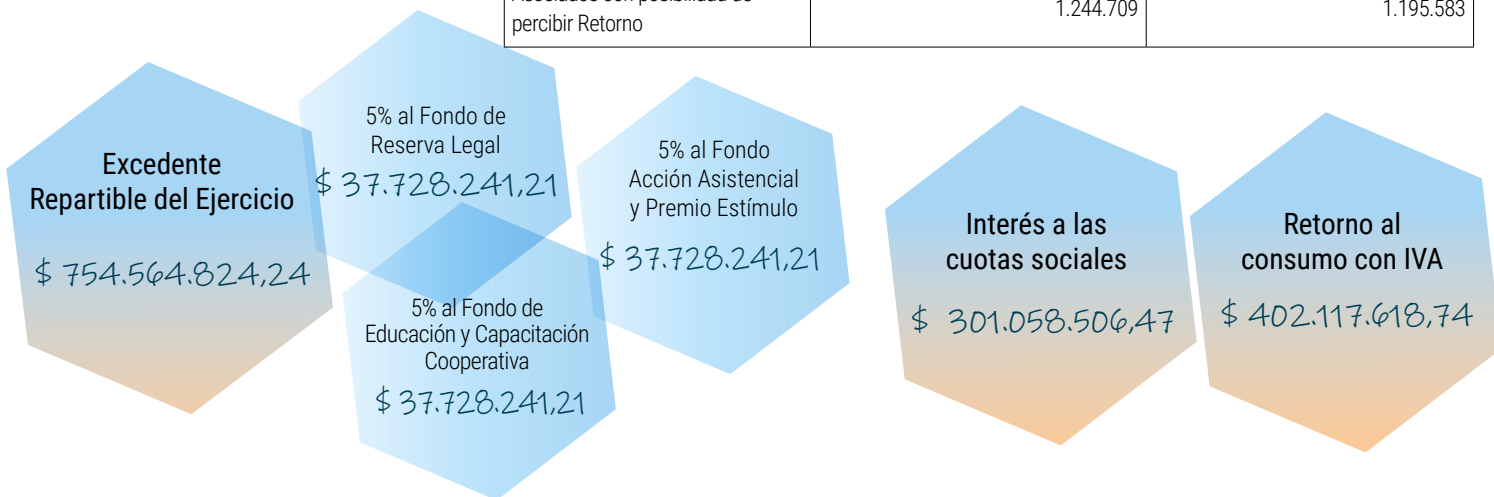 percibir Retorno
1.244.709
1.195.583
Excedente
Repartible del Ejercicio
$ 754.564.824,24
5% al Fondo de
Reserva Legal
$ 37.728.241,21
5% al Fondo de
Educación y Capacitación
Cooperativa
$ 37.728.241,21
5% al Fondo
Acción Asistencial
y Premio Estímulo
$ 37.728.241,21
Interés a las
cuotas sociales
$ 301.058.506,47
Retorno al
consumo con IVA
$ 402.117.618,74